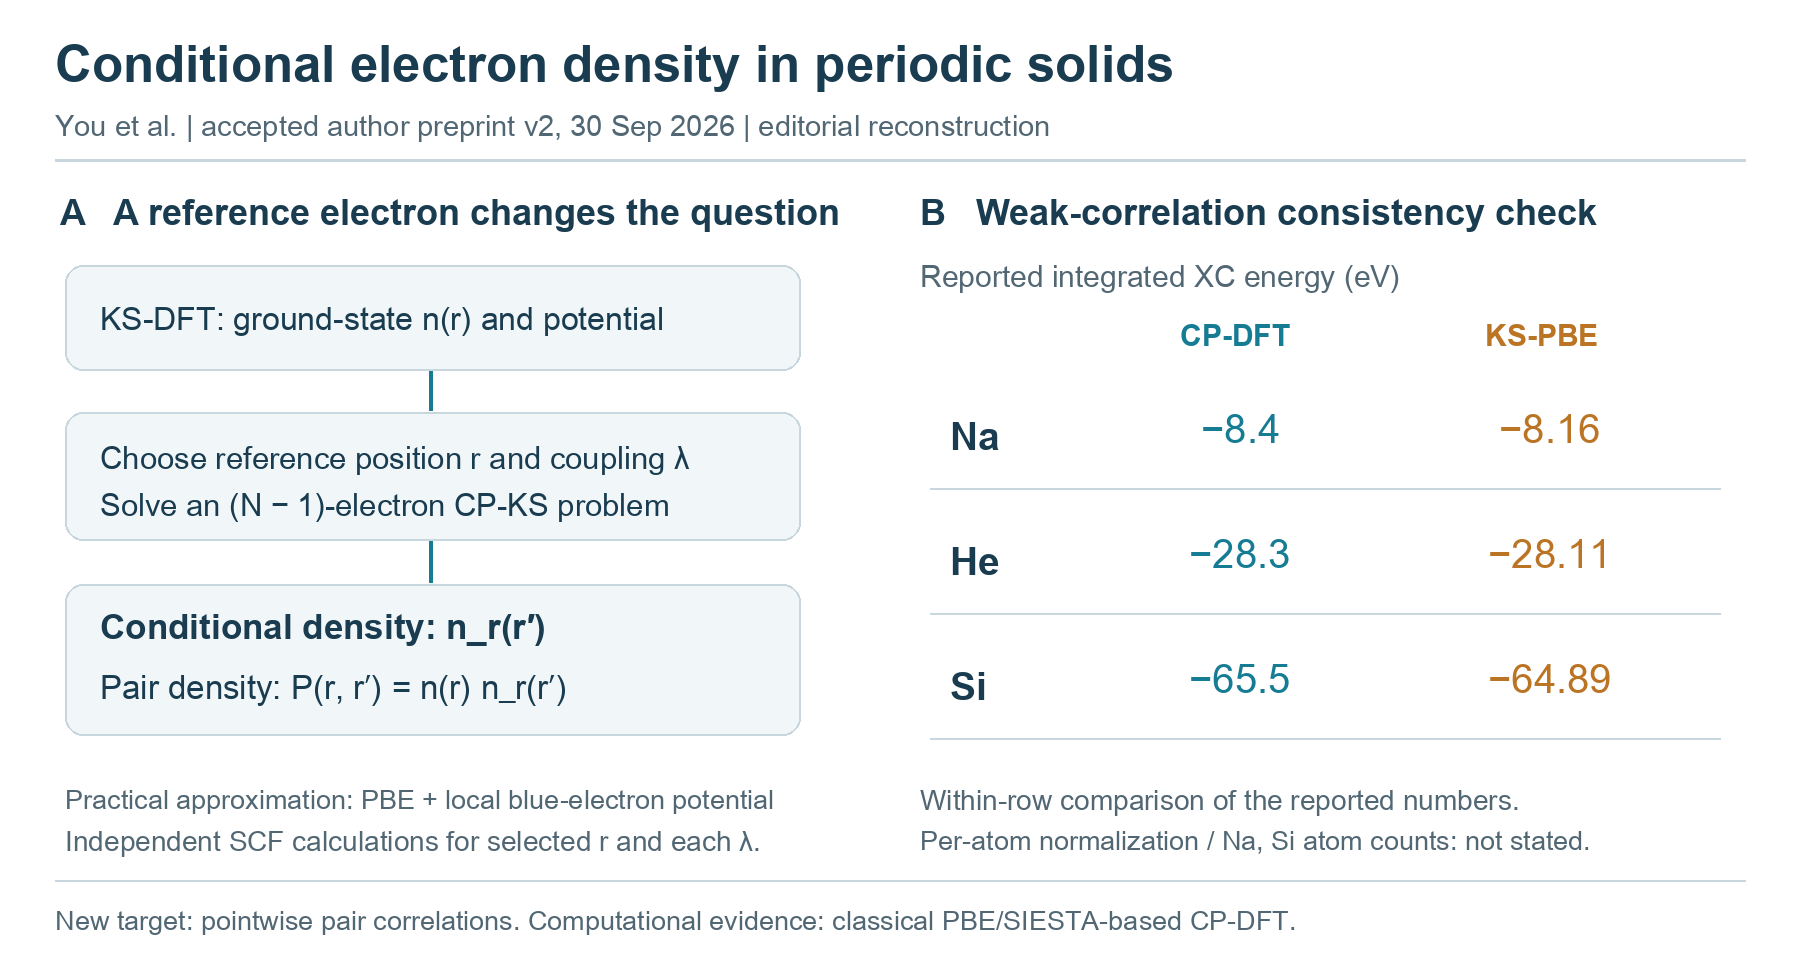 Conditional electron density in periodic solids
You et al. | accepted author preprint v2, 30 Sep 2026 | editorial reconstruction
A A reference electron changes the question
KS-DFT: ground-state n(r) and potential
Choose reference position r and coupling λ
Solve an (N − 1)-electron CP-KS problem
Conditional density: n_r(r′)
Pair density: P(r, r′) = n(r) n_r(r′)
Practical approximation: PBE + local blue-electron potential
Independent SCF calculations for selected r and each λ.
B Weak-correlation consistency check
Reported integrated XC energy (eV)
CP-DFT KS-PBE
Na −8.4 −8.16
He −28.3 −28.11
Si −65.5 −64.89
Within-row comparison of the reported numbers.
Per-atom normalization / Na, Si atom counts: not stated.
New target: pointwise pair correlations. Computational evidence: classical PBE/SIESTA-based CP-DFT.